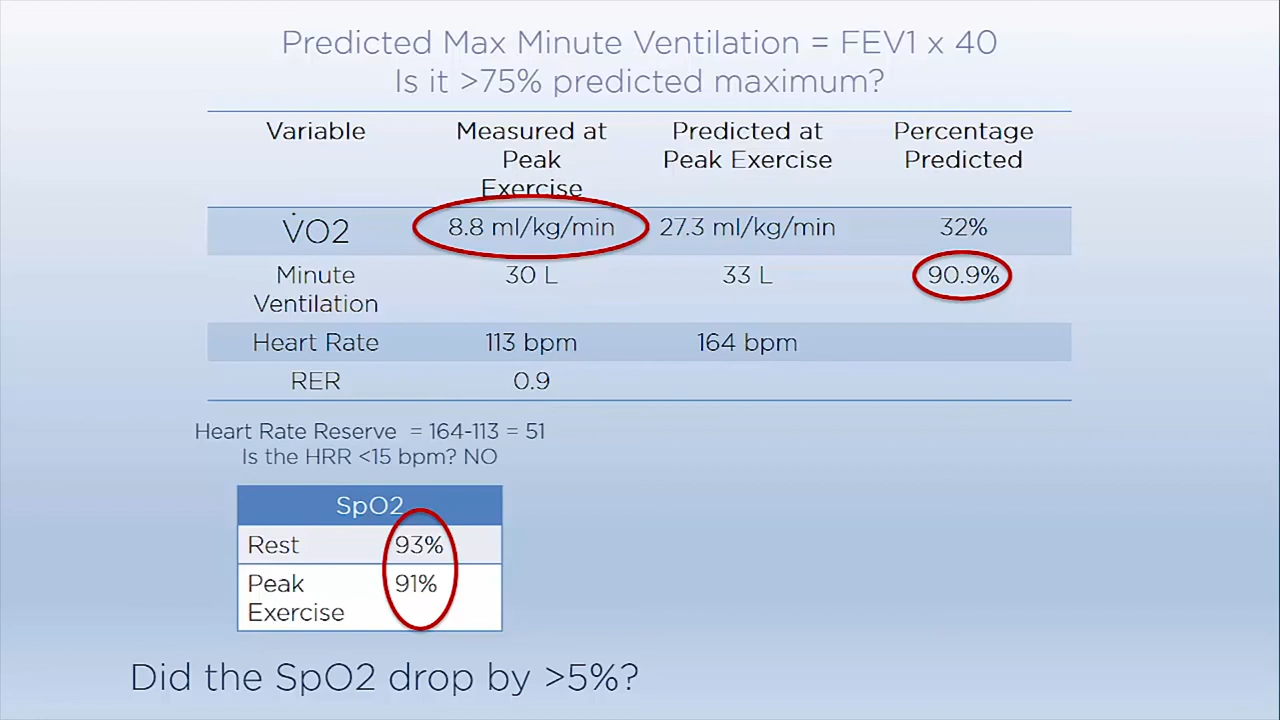 Predicted Max Minute Ventilation = FEV1 x 40
Is it >75% predicted maximum?
Variable Measured at Peak Exercise Predicted at Peak Exercise Percentage Predicted
V̇O2 8.8 ml/kg/min 27.3 ml/kg/min 32%
Minute Ventilation 30 L 33 L 90.9%
Heart Rate 113 bpm 164 bpm
RER 0.9
Heart Rate Reserve = 164-113 = 51
Is the HRR <15 bpm? NO
SpO2
Rest 93%
Peak Exercise 91%
Did the SpO2 drop by >5%?